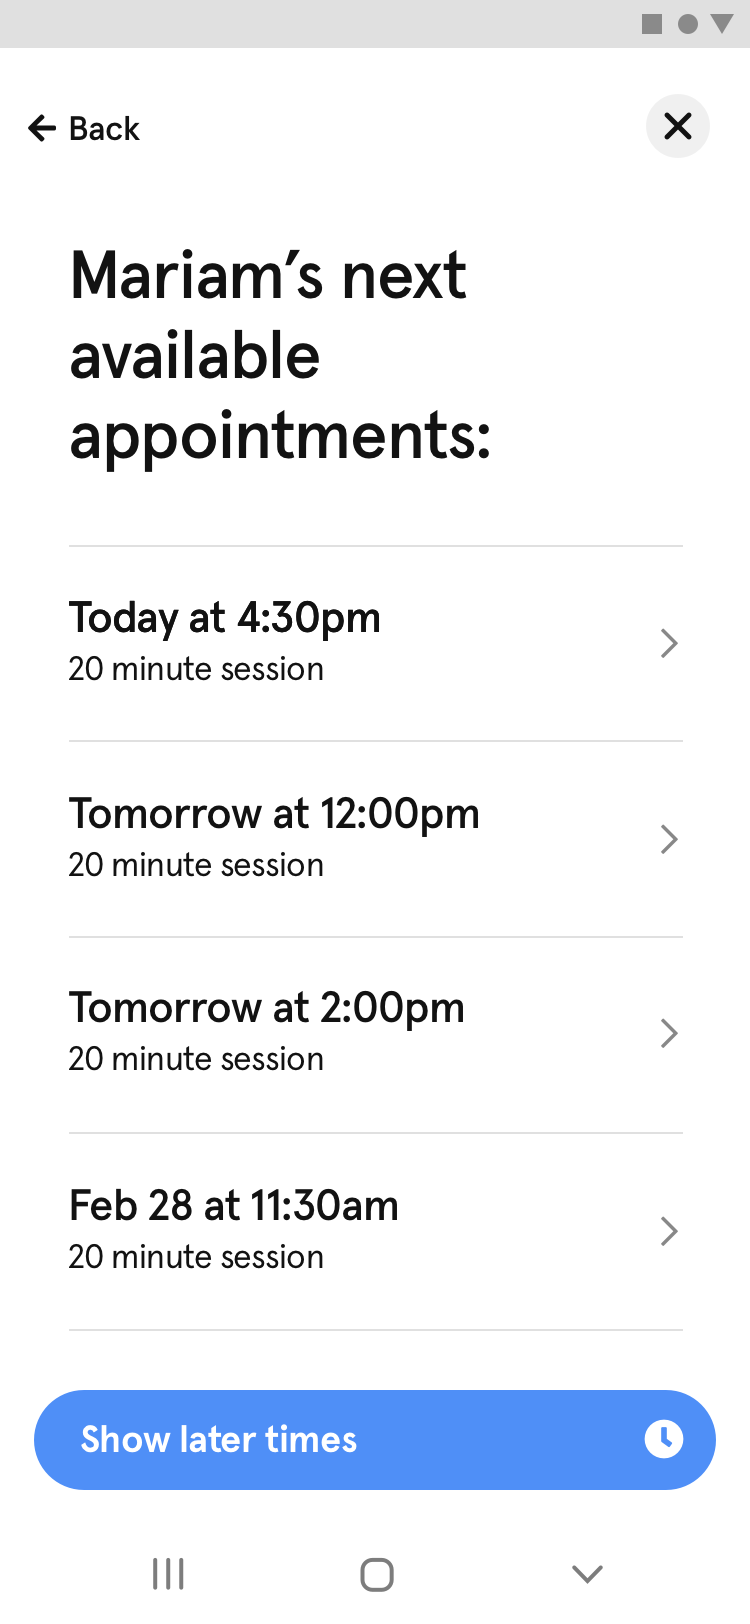 Back
Mariam’s next
available
appointments:
Today at 4:30pm
20 minute session
Tomorrow at 12:00pm
20 minute session
Tomorrow at 2:00pm
20 minute session
Feb 28 at 11:30am
20 minute session
Show later times